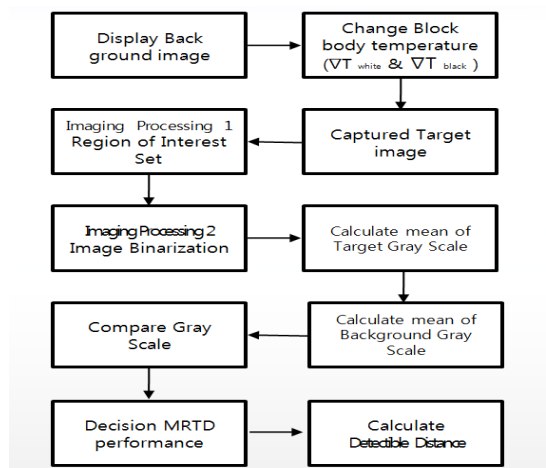 Display Back
ground image
Change Block
body temperature
(∇T white & ∇T black )
Captured Target
image
Imaging Processing 1
Region of Interest
Set
Imaging Processing 2
Image Binarization
Calculate mean of
Target Gray Scale
Calculate mean of
Background Gray
Scale
Compare Gray
Scale
Decision MRTD
performance
Calculate
Detectible Distance